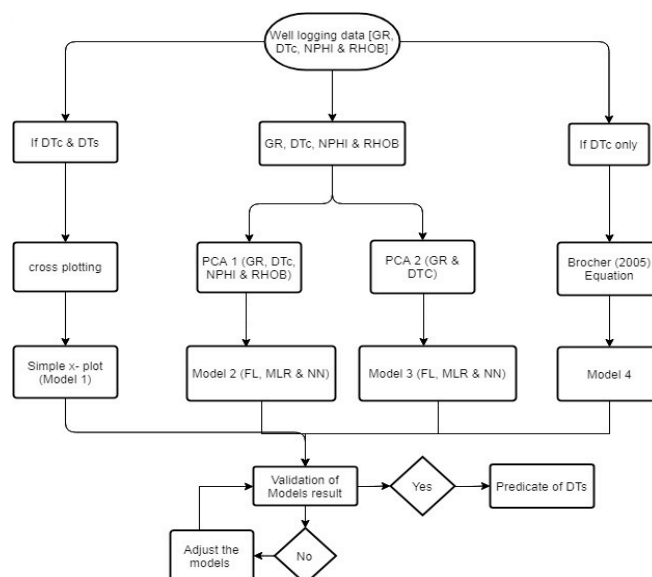 Well logging data [GR,
DTc, NPHI & RHOB]
If DTc & DTs
GR, DTc, NPHI & RHOB
If DTc only
cross plotting
PCA 1 (GR, DTc,
NPHI & RHOB)
PCA 2 (GR &
DTC)
Brocher (2005)
Equation
Simple x- plot
(Model 1)
Model 2 (FL, MLR & NN)
Model 3 (FL, MLR & NN)
Model 4
Validation of
Models result
Yes
Predicate of DTs
Adjust the
models
No